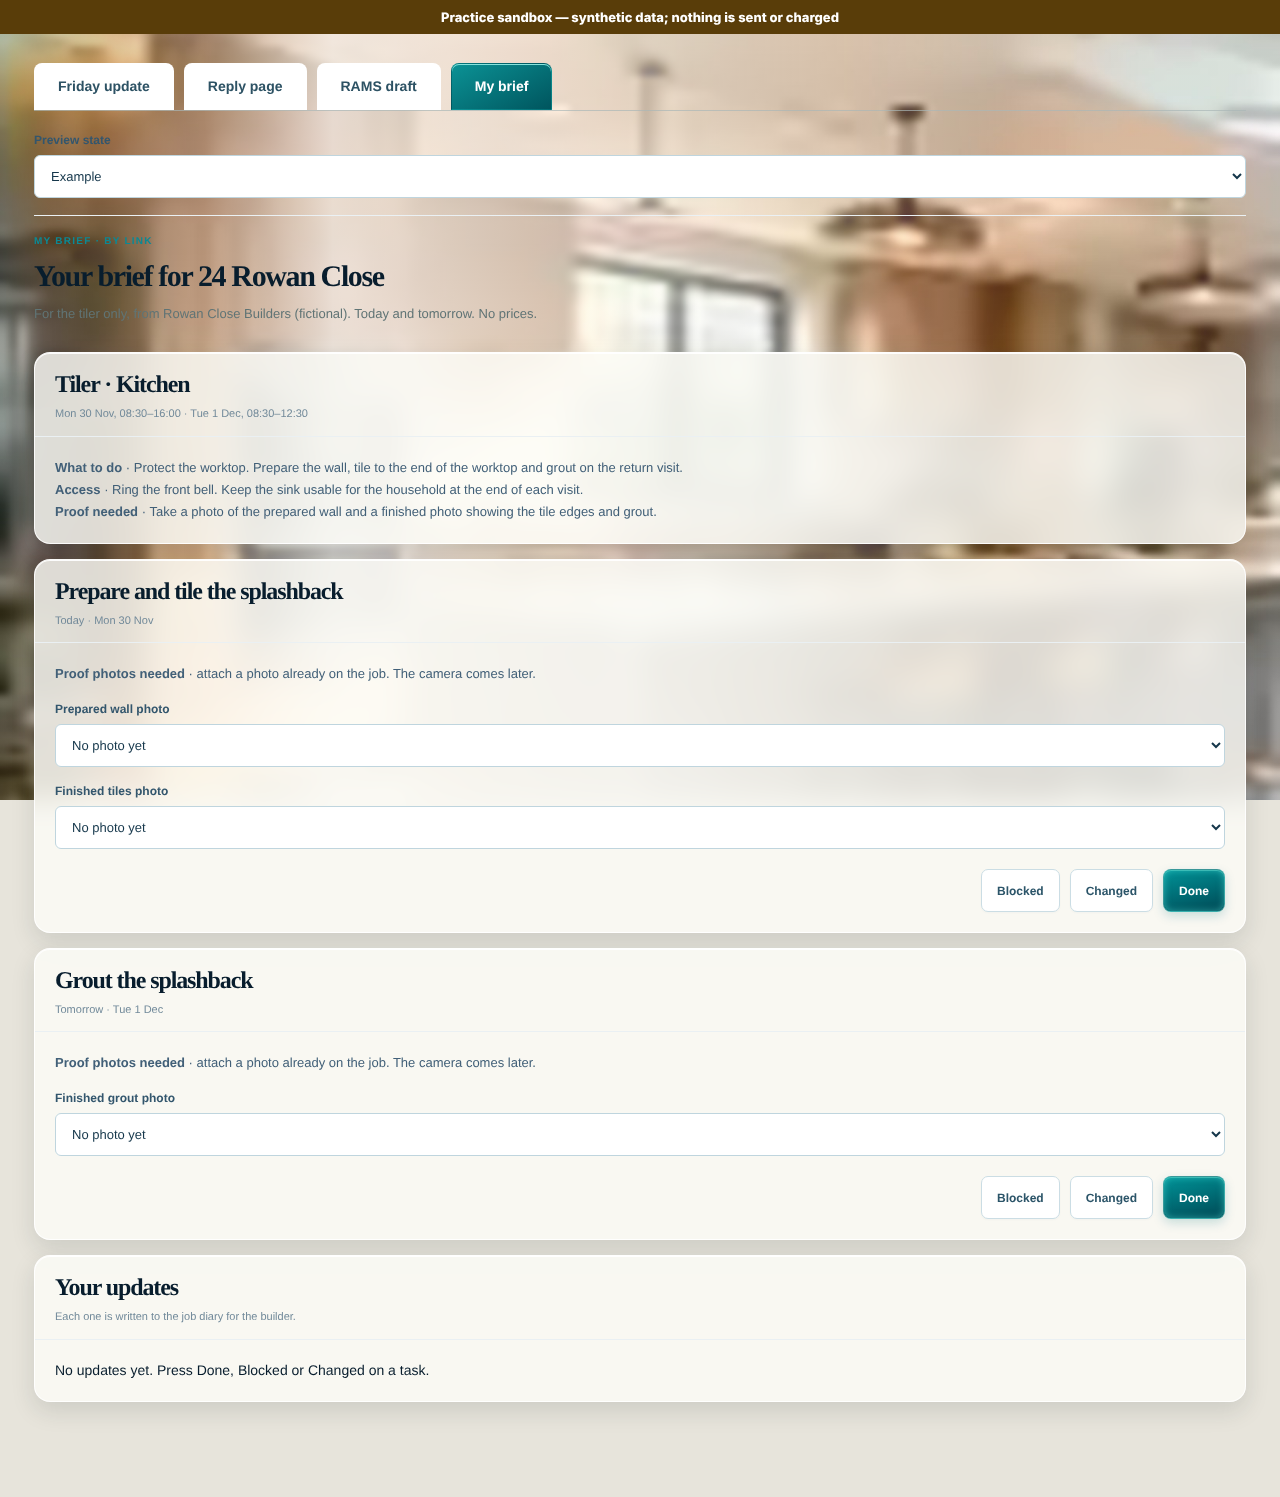 Practice sandbox — synthetic data; nothing is sent or charged
Friday update
Reply page
RAMS draft
My brief
Preview state
Example
MY BRIEF · BY LINK
Your brief for 24 Rowan Close
For the tiler only, from Rowan Close Builders (fictional). Today and tomorrow. No prices.
Tiler · Kitchen
Mon 30 Nov, 08:30–16:00 · Tue 1 Dec, 08:30–12:30
What to do · Protect the worktop. Prepare the wall, tile to the end of the worktop and grout on the return visit.
Access · Ring the front bell. Keep the sink usable for the household at the end of each visit.
Proof needed · Take a photo of the prepared wall and a finished photo showing the tile edges and grout.
Prepare and tile the splashback
Today · Mon 30 Nov
Proof photos needed · attach a photo already on the job. The camera comes later.
Prepared wall photo
No photo yet
Finished tiles photo
No photo yet
Blocked
Changed
Done
Grout the splashback
Tomorrow · Tue 1 Dec
Proof photos needed · attach a photo already on the job. The camera comes later.
Finished grout photo
No photo yet
Blocked
Changed
Done
Your updates
Each one is written to the job diary for the builder.
No updates yet. Press Done, Blocked or Changed on a task.